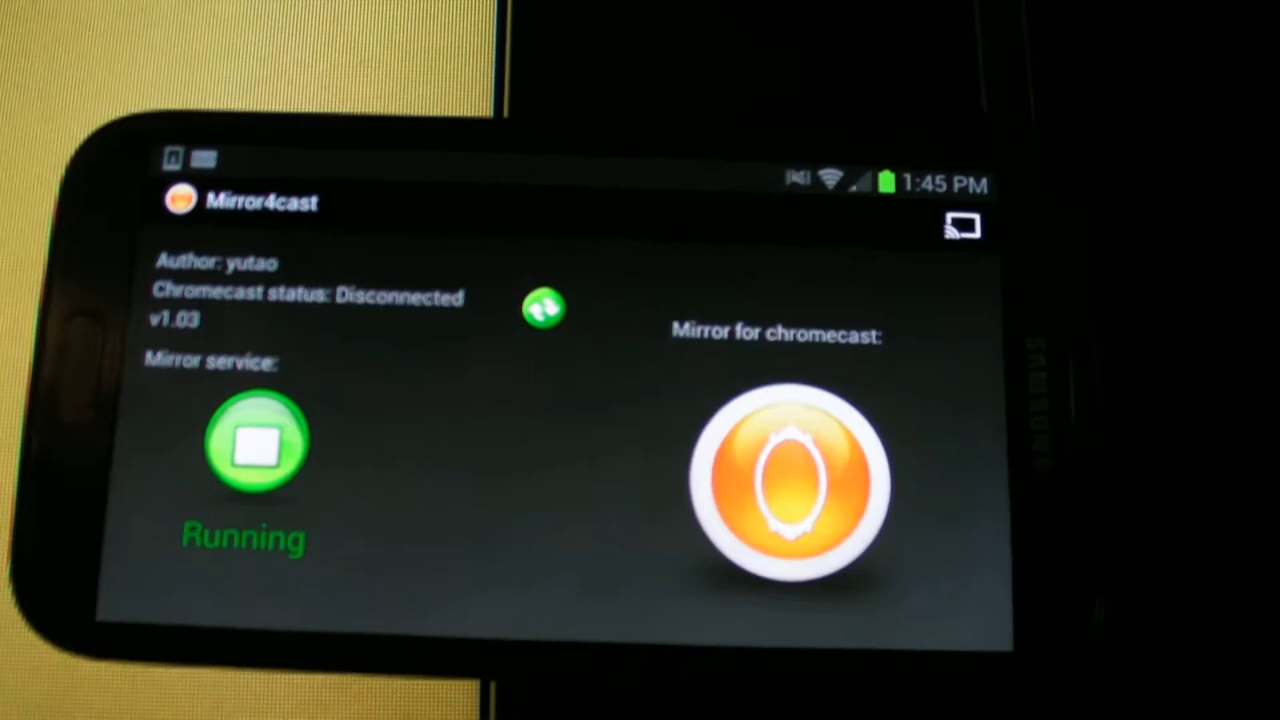 1:45 PM
Mirror4cast
Author: yutao
Chromecast status: Disconnected
v1.03
Mirror service:
Running
Mirror for chromecast:
SAMSUNG